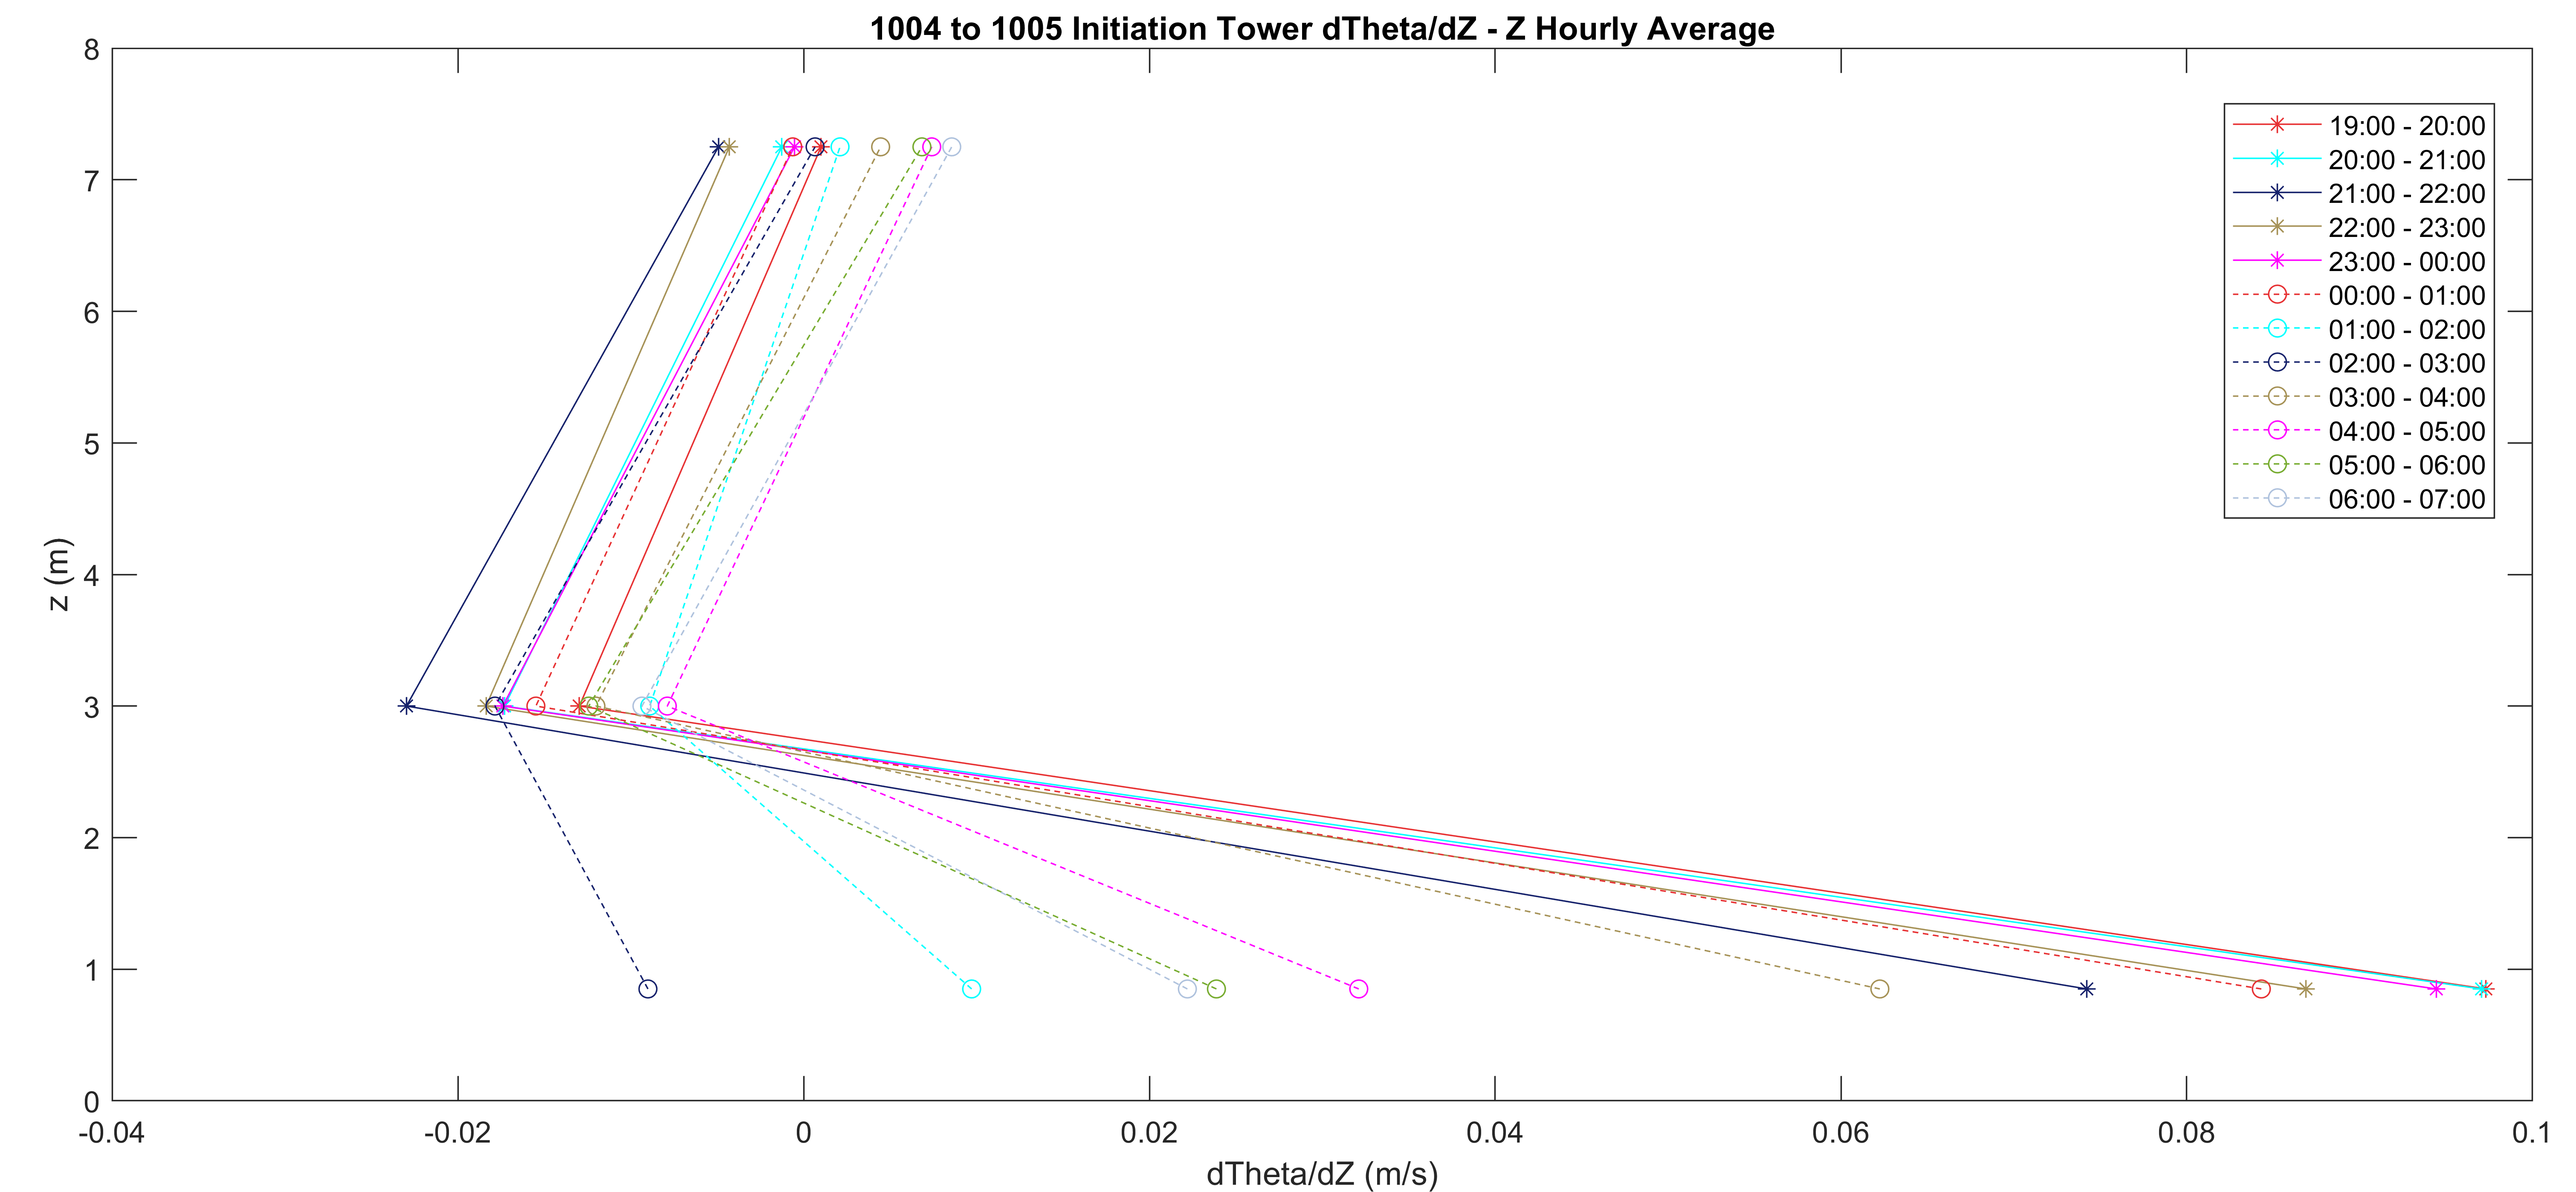 1004 to 1005 Initiation Tower dTheta/dZ - Z Hourly Average
8
7
6
5
4
3
2
1
0
z (m)
-0.04
-0.02
0
0.02
0.04
0.06
0.08
0.1
dTheta/dZ (m/s)
19:00 - 20:00
20:00 - 21:00
21:00 - 22:00
22:00 - 23:00
23:00 - 00:00
00:00 - 01:00
01:00 - 02:00
02:00 - 03:00
03:00 - 04:00
04:00 - 05:00
05:00 - 06:00
06:00 - 07:00